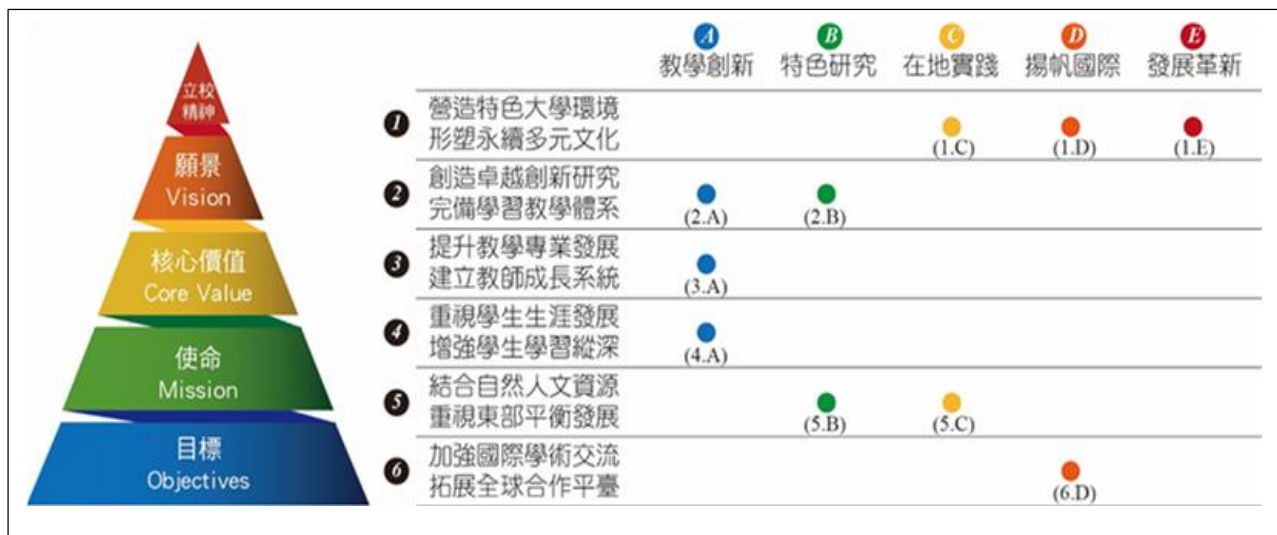 立校
精神
願景
Vision
核心價值
Core Value
使命
Mission
目標
Objectives
A B C D E
教學創新 特色研究 在地實踐 揚帆國際 發展革新
1
營造特色大學環境
形塑永續多元文化
(1.C) (1.D) (1.E)
2
創造卓越創新研究
完備學習教學體系
(2.A) (2.B)
3
提升教學專業發展
建立教師成長系統
(3.A)
4
重視學生生涯發展
增強學生學習縱深
(4.A)
5
結合自然人文資源
重視東部平衡發展
(5.B) (5.C)
6
加強國際學術交流
拓展全球合作平臺
(6.D)